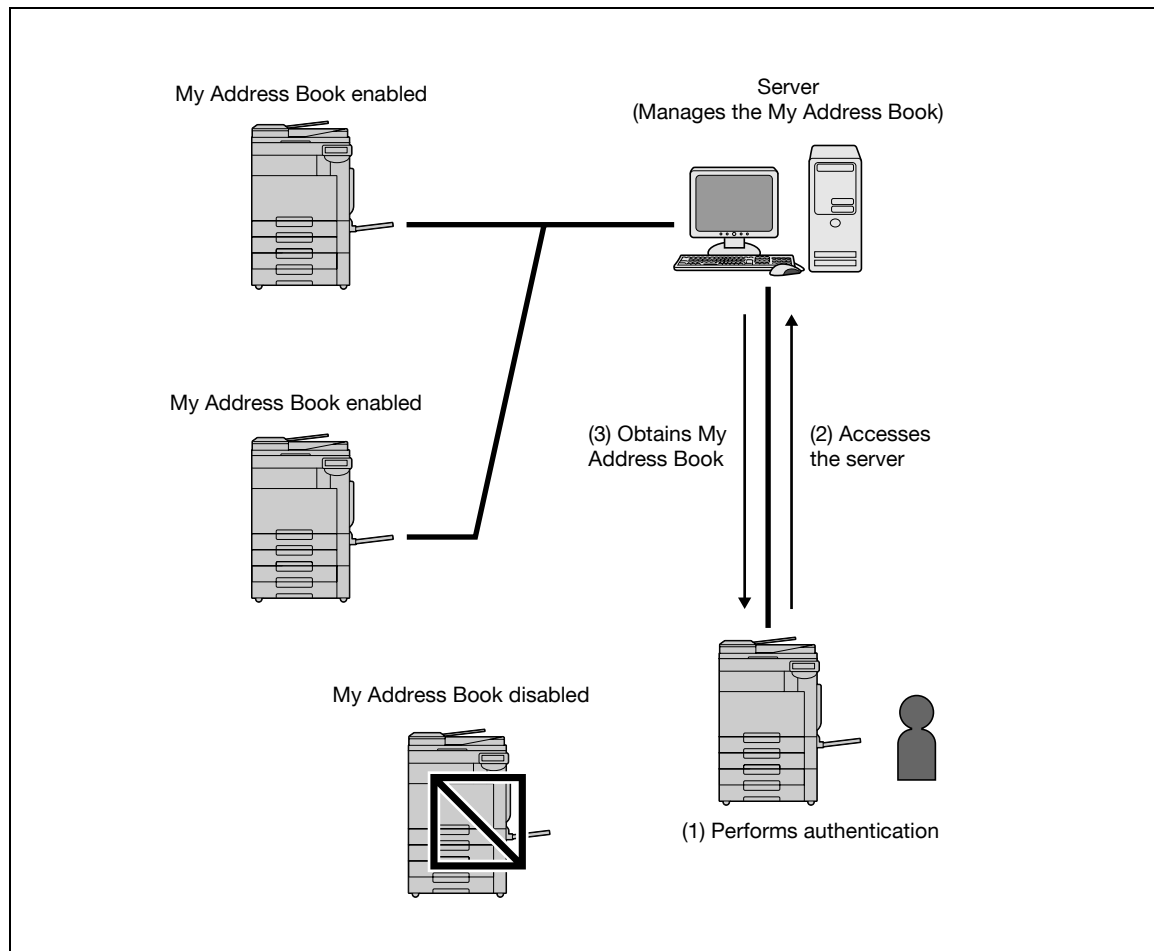 My Address Book enabled
Server
(Manages the My Address Book)
My Address Book enabled
(3) Obtains My
Address Book
(2) Accesses
the server
My Address Book disabled
(1) Performs authentication